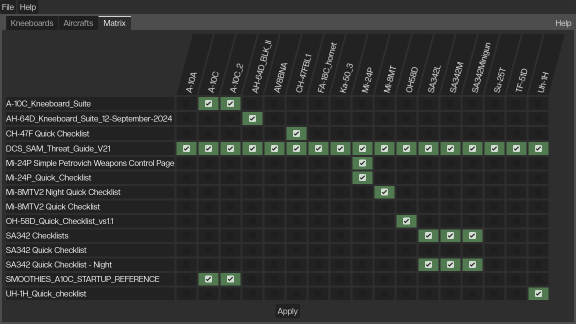 File Help
Kneeboards Aircrafts Matrix Help
A-10A A-10C A-10C_2 AH-64D_BLK_II AV8BNA CH-47FBL1 FA-18C_hornet Ka-50_3 Mi-24P Mi-8MT OH58D SA342L SA342M SA342Minigun Su-25T TF-51D Uh-1H
A-10C_Kneeboard_Suite
AH-64D_Kneeboard_Suite_12-September-2024
CH-47F Quick Checklist
DCS_SAM_Threat_Guide_V21
Mi-24P Simple Petrovich Weapons Control Page
Mi-24P_Quick_Checklist
Mi-8MTV2 Night Quick Checklist
Mi-8MTV2 Quick Checklist
OH-58D_Quick_Checklist_vs1.1
SA342 Checklists
SA342 Quick Checklist
SA342 Quick Checklist - Night
SMOOTHIES_A10C_STARTUP_REFERENCE
UH-1H_Quick_checklist
Apply